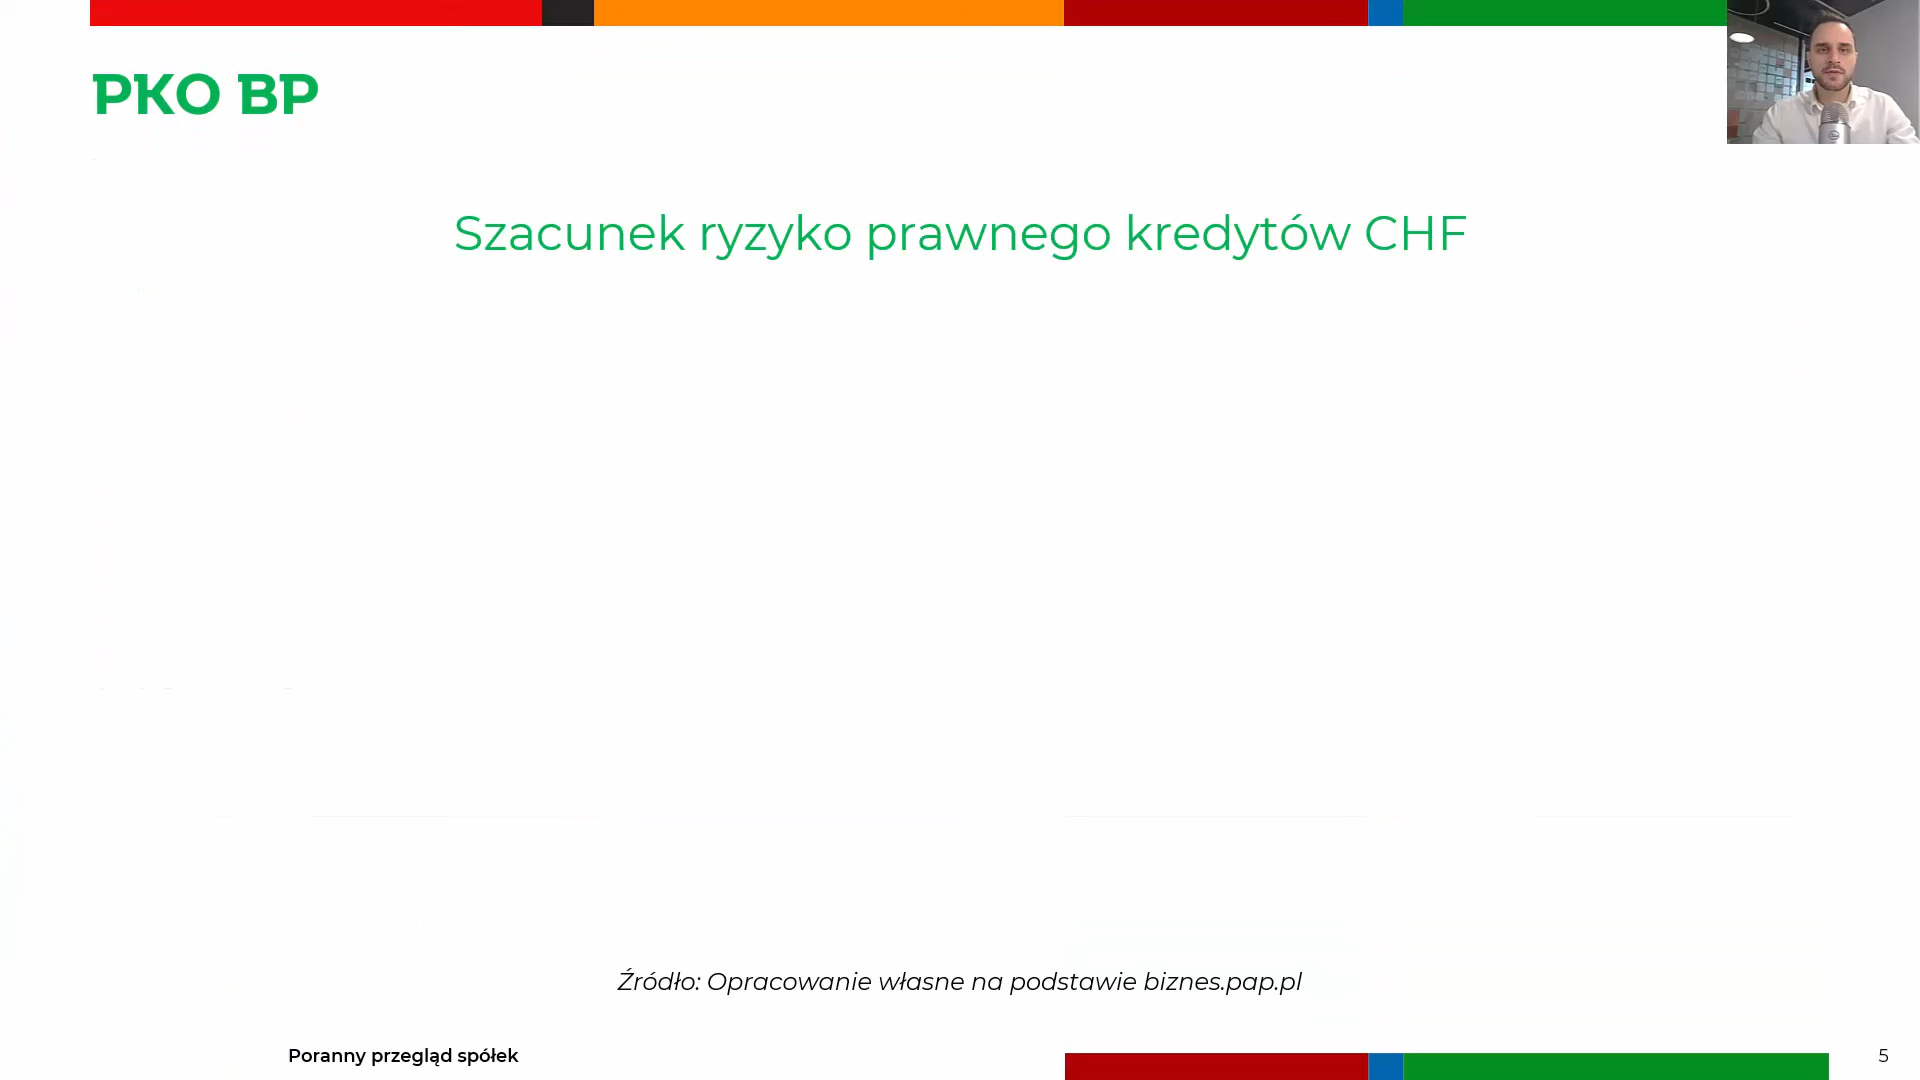 PKO BP
Szacunek ryzyko prawnego kredytów CHF
Źródło: Opracowanie własne na podstawie biznes.pap.pl
Poranny przegląd spółek
5